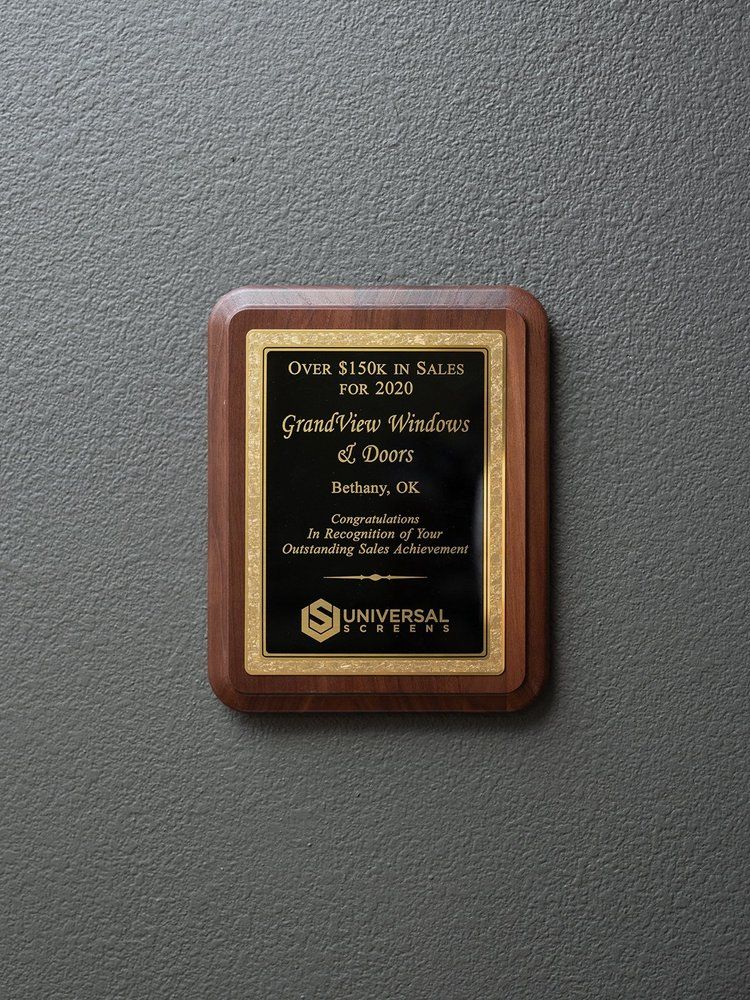 OVER $150K IN SALES
FOR 2020
GrandView Windows
& Doors
Bethany, OK
Congratulations
In Recognition of Your
Outstanding Sales Achievement
UNIVERSAL
SCREENS